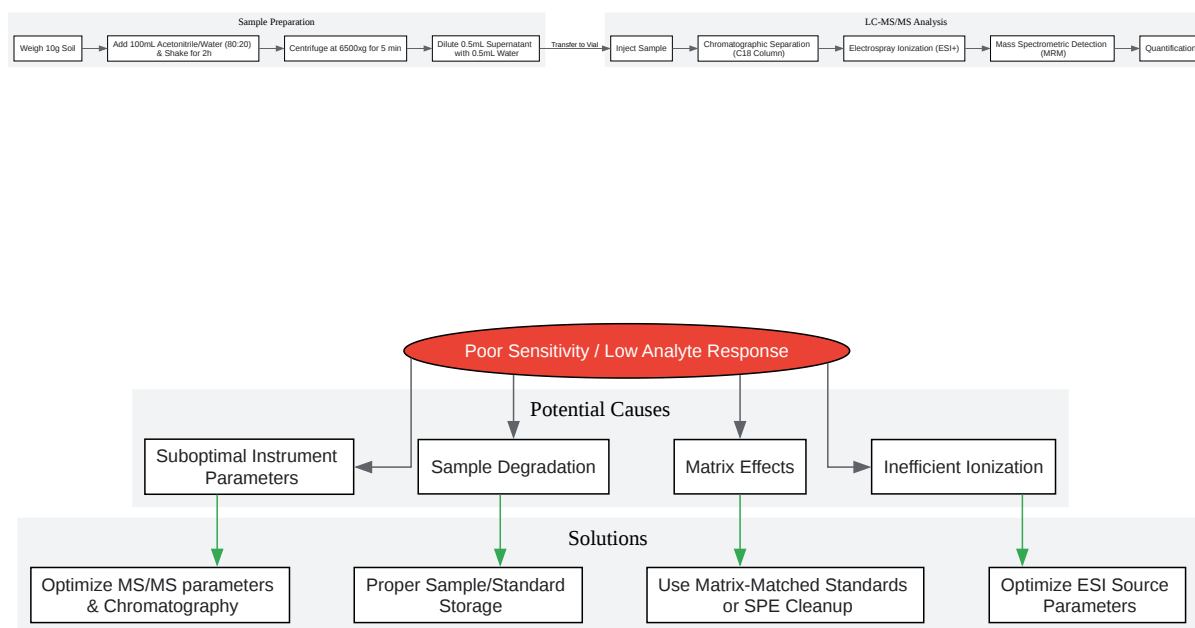 Sample Preparation
LC-MS/MS Analysis
Weigh 10g Soil
Add 100mL Acetonitrile/Water (80:20)
& Shake for 2h
Centrifuge at 6500xg for 5 min
Dilute 0.5mL Supernatant
with 0.5mL Water
Transfer to Vial
Inject Sample
Chromatographic Separation
(C18 Column)
Electrospray Ionization (ESI+)
Mass Spectrometric Detection
(MRM)
Quantification
Poor Sensitivity / Low Analyte Response
Potential Causes
Suboptimal Instrument
Parameters
Sample Degradation
Matrix Effects
Inefficient Ionization
Solutions
Optimize MS/MS parameters
& Chromatography
Proper Sample/Standard
Storage
Use Matrix-Matched Standards
or SPE Cleanup
Optimize ESI Source
Parameters